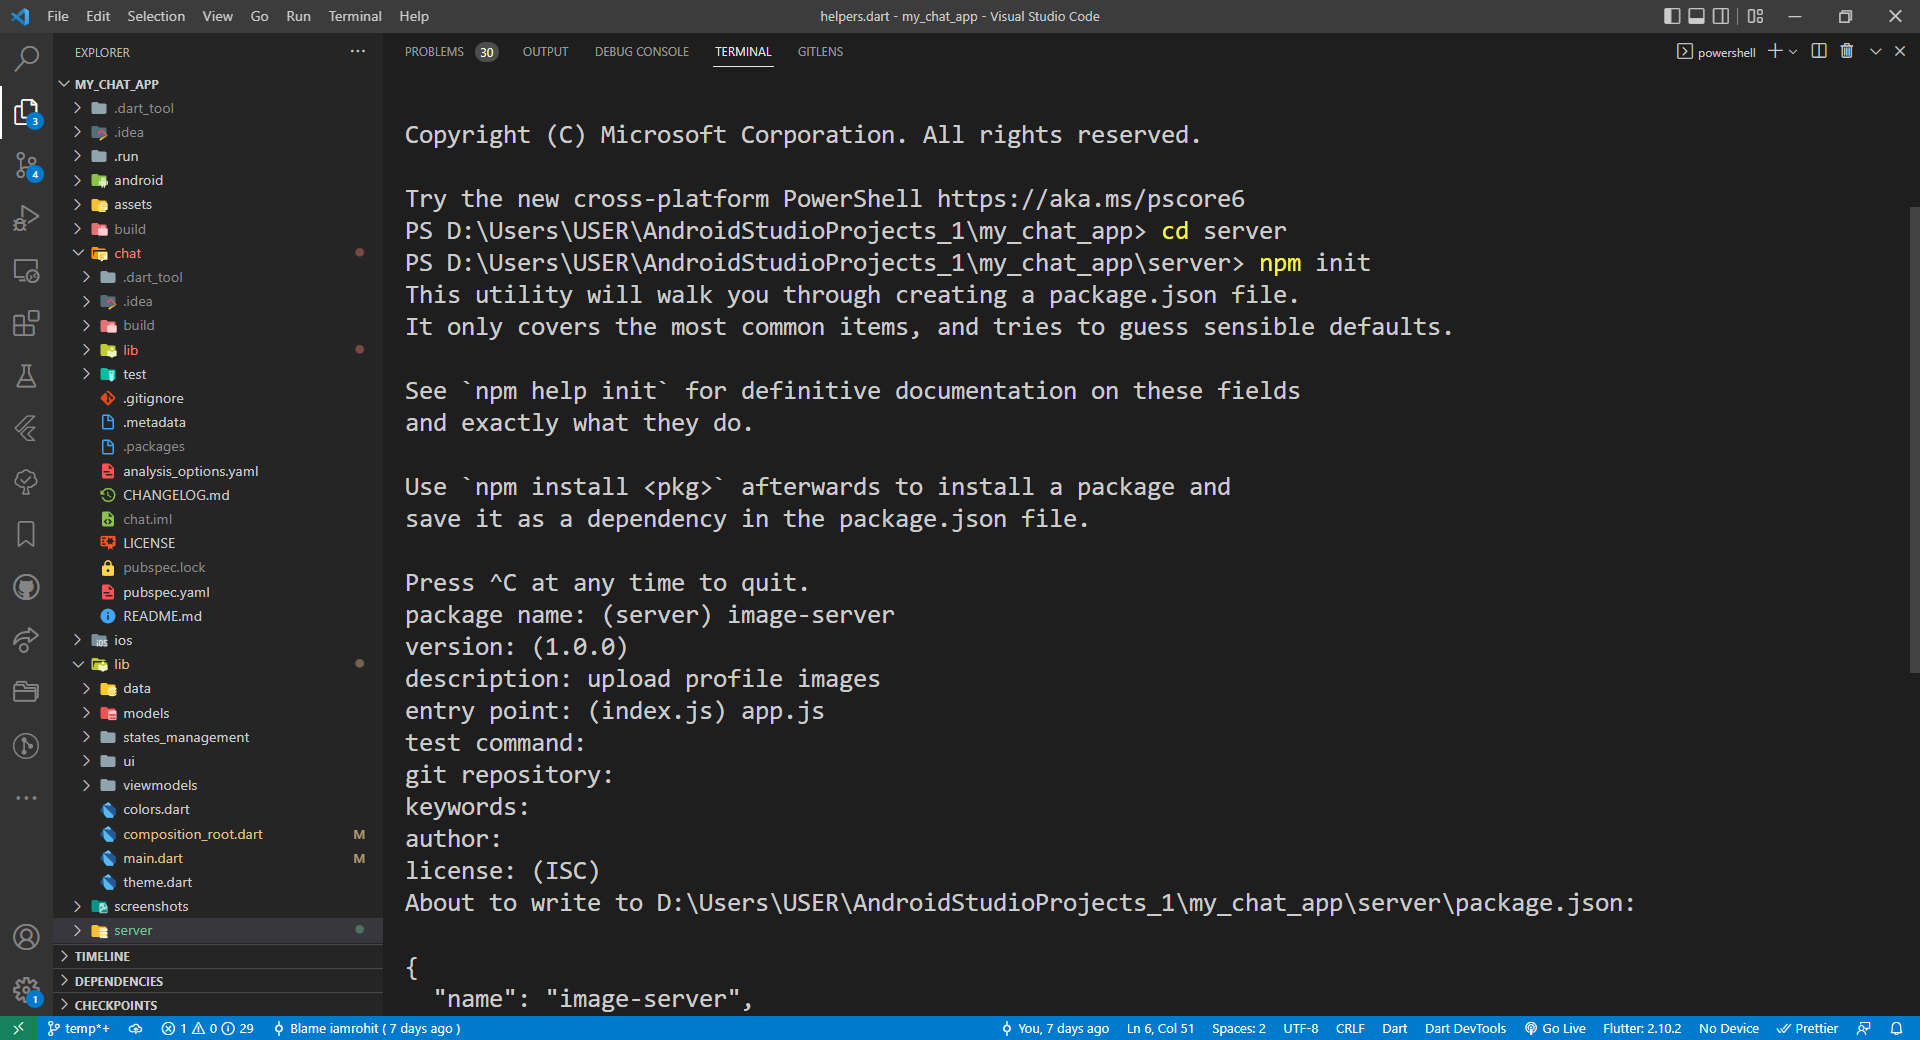 File Edit Selection View Go Run Terminal Help
helpers.dart - my_chat_app - Visual Studio Code
EXPLORER
MY_CHAT_APP
.dart_tool
.idea
.run
android
assets
build
chat
.dart_tool
.idea
build
lib
test
.gitignore
.metadata
.packages
analysis_options.yaml
CHANGELOG.md
chat.iml
LICENSE
pubspec.lock
pubspec.yaml
README.md
ios
lib
data
models
states_management
ui
viewmodels
colors.dart
composition_root.dart M
main.dart M
theme.dart
screenshots
server
TIMELINE
DEPENDENCIES
CHECKPOINTS
3
4
1
PROBLEMS 30 OUTPUT DEBUG CONSOLE TERMINAL GITLENS
powershell
Copyright (C) Microsoft Corporation. All rights reserved.
Try the new cross-platform PowerShell https://aka.ms/pscore6
PS D:\Users\USER\AndroidStudioProjects_1\my_chat_app> cd server
PS D:\Users\USER\AndroidStudioProjects_1\my_chat_app\server> npm init
This utility will walk you through creating a package.json file.
It only covers the most common items, and tries to guess sensible defaults.
See `npm help init` for definitive documentation on these fields
and exactly what they do.
Use `npm install <pkg>` afterwards to install a package and
save it as a dependency in the package.json file.
Press ^C at any time to quit.
package name: (server) image-server
version: (1.0.0)
description: upload profile images
entry point: (index.js) app.js
test command:
git repository:
keywords:
author:
license: (ISC)
About to write to D:\Users\USER\AndroidStudioProjects_1\my_chat_app\server\package.json:
{
"name": "image-server",
temp*+ 1 0 29 Blame iamrohit ( 7 days ago ) You, 7 days ago Ln 6, Col 51 Spaces: 2 UTF-8 CRLF Dart Dart DevTools Go Live Flutter: 2.10.2 No Device Prettier